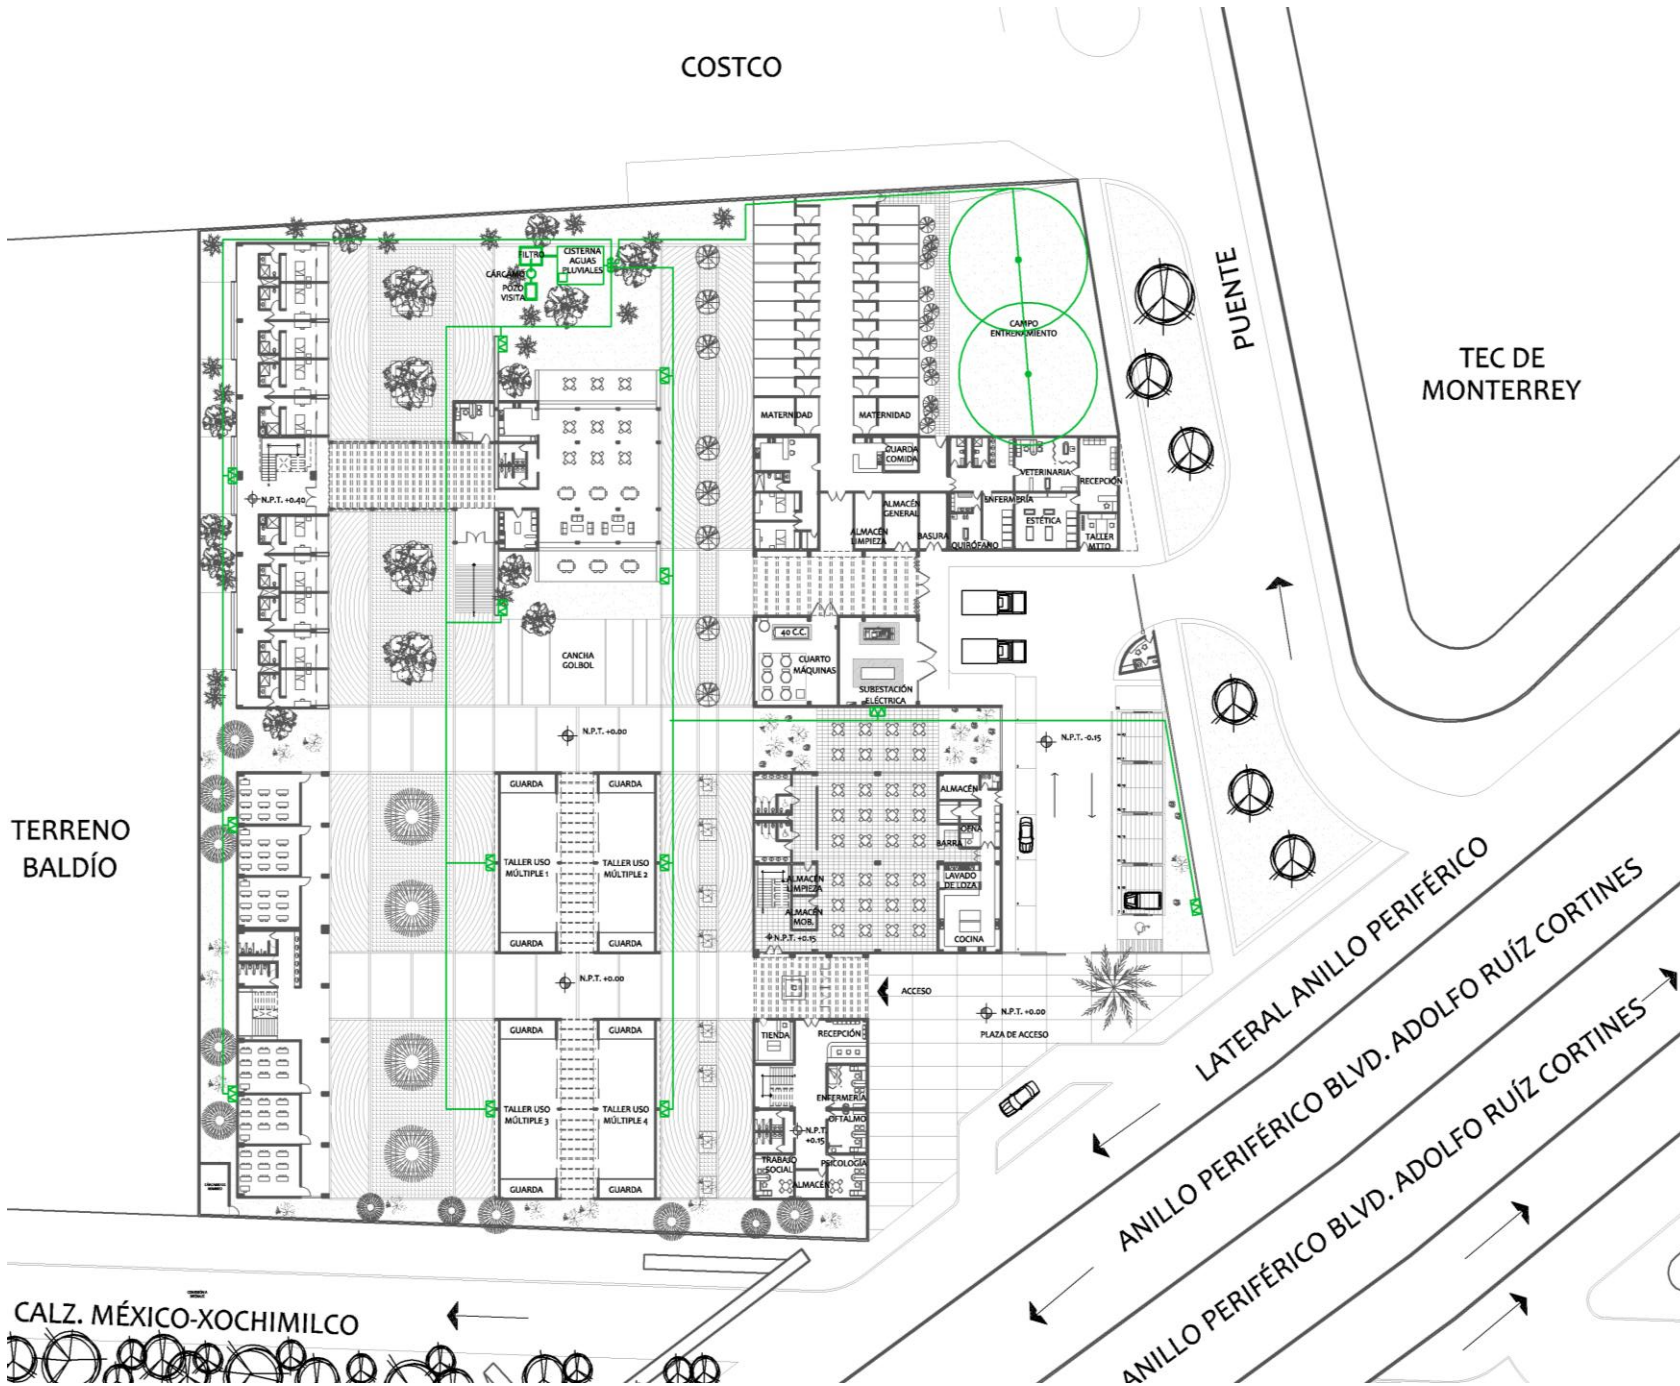 COSTCO
PUENTE
TEC DE
MONTERREY
TERRENO
BALDÍO
FILTRO
CISTERNA
AGUAS
PLUVIALES
CÁRCAMO
POZO
VISITA
CAMPO
ENTRENAMIENTO
MATERNIDAD
MATERNIDAD
GUARDA
COMIDA
VETERINARIA
RECEPCIÓN
ENFERMERÍA
ALMACÉN
GENERAL
ESTÉTICA
ALMACÉN
LIMPIEZA
BASURA
QUIRÓFANO
TALLER
MTTO
N.P.T. +0.40
40 C.C.
CUARTO
MÁQUINAS
SUBESTACIÓN
ELÉCTRICA
CANCHA
GOLBOL
N.P.T. +0.00
N.P.T. -0.15
GUARDA
GUARDA
ALMACÉN
BARRA
TALLER USO
MÚLTIPLE 1
TALLER USO
MÚLTIPLE 2
ALMACÉN
LIMPIEZA
LAVADO
DE LOZA
ALMACÉN
MOB.
GUARDA
GUARDA
N.P.T. +0.15
COCINA
N.P.T. +0.00
ACCESO
N.P.T. +0.00
PLAZA DE ACCESO
GUARDA
GUARDA
TIENDA
RECEPCIÓN
TALLER USO
MÚLTIPLE 3
TALLER USO
MÚLTIPLE 4
ENFERMERÍA
OFTALMO
N.P.T.
+0.15
TRABAJO
SOCIAL
PSICOLOGÍA
ALMACÉN
GUARDA
GUARDA
LATERAL ANILLO PERIFÉRICO
ANILLO PERIFÉRICO BLVD. ADOLFO RUÍZ CORTINES
ANILLO PERIFÉRICO BLVD. ADOLFO RUÍZ CORTINES
CALZ. MÉXICO-XOCHIMILCO